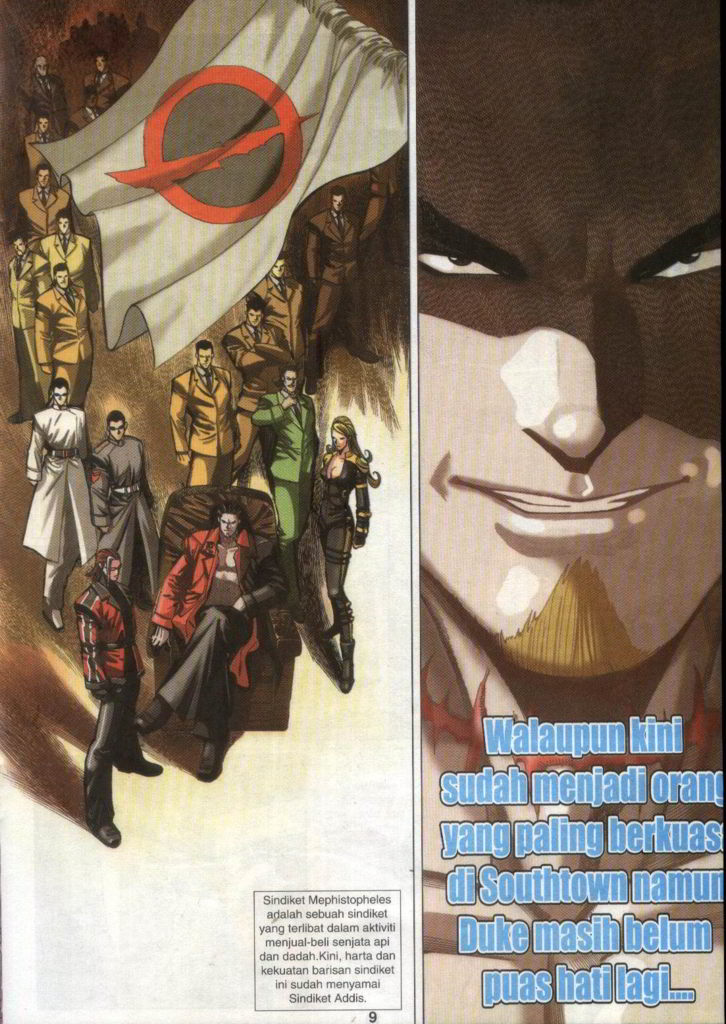 Sindiket Mephistopheles
adalah sebuah sindiket
yang terlibat dalam aktiviti
menjual-beli senjata api
dan dadah.Kini, harta dan
kekuatan barisan sindiket
ini sudah menyamai
Sindiket Addis.
9
Walaupun kini
sudah menjadi orang
yang paling berkuas
di Southtown namun
Duke masih belum
puas hati lagi....